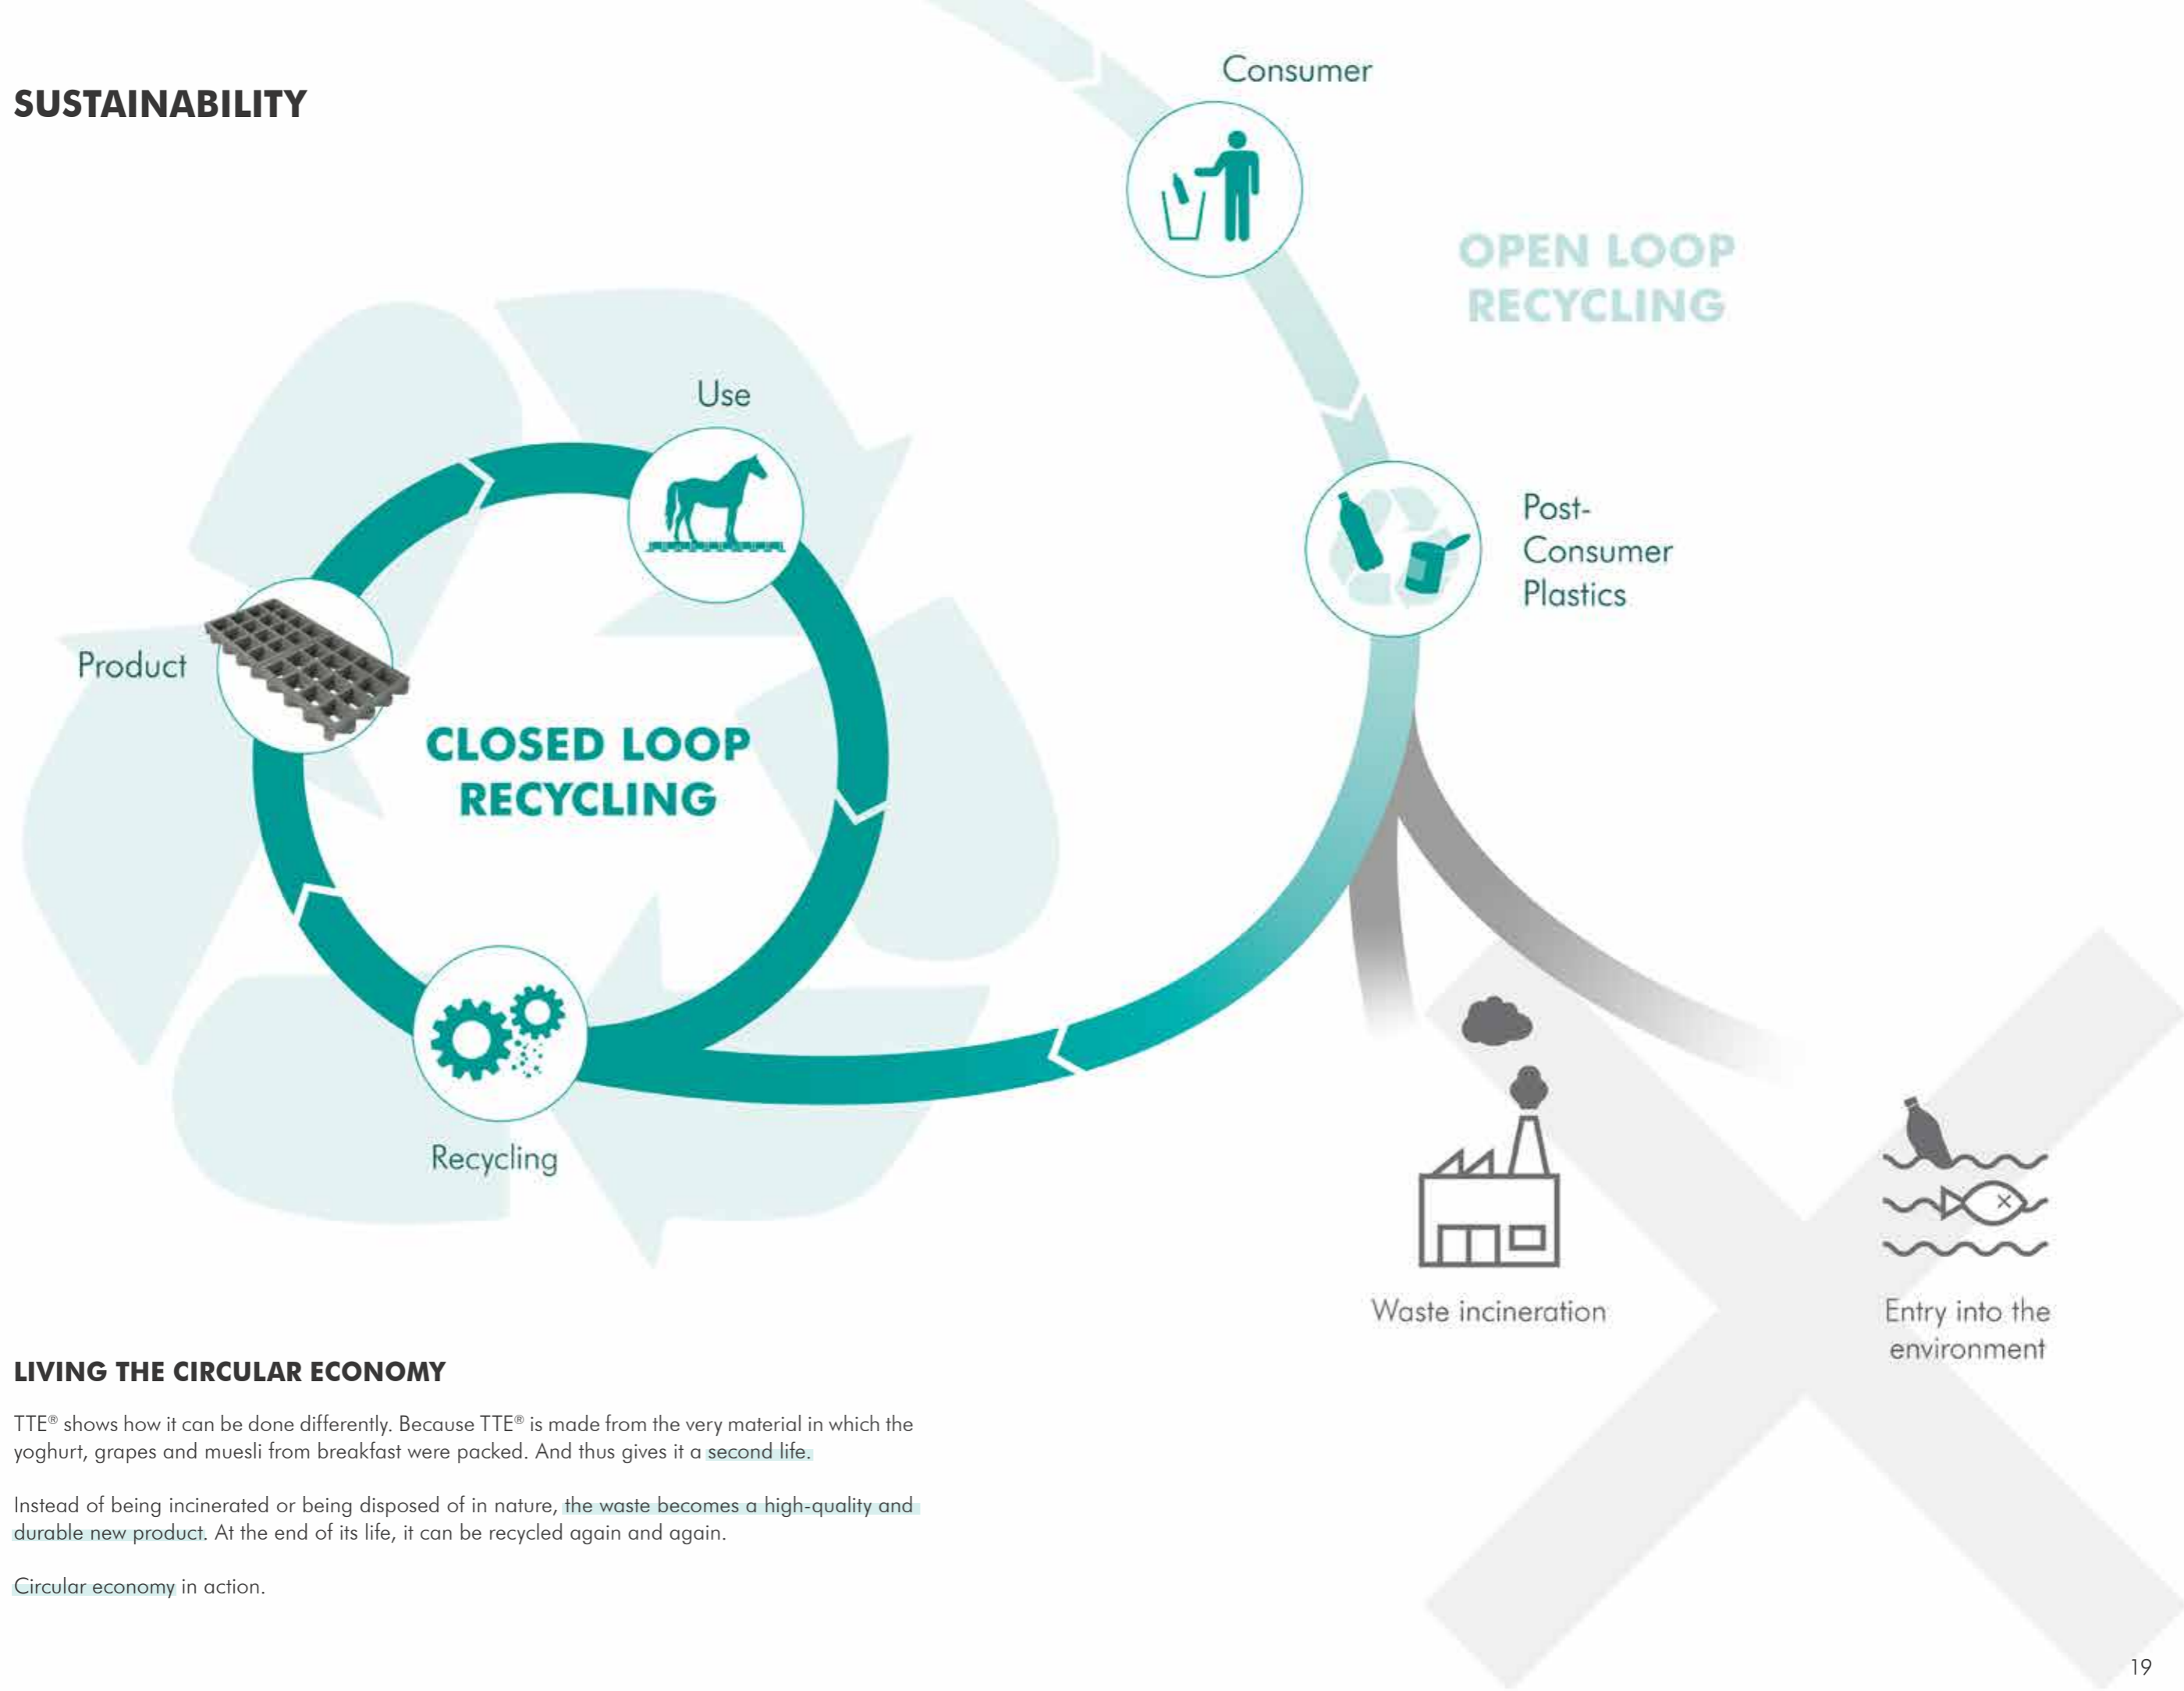 SUSTAINABILITY
Consumer
OPEN LOOP
RECYCLING
Use
Post-
Consumer
Plastics
Product
CLOSED LOOP
RECYCLING
Recycling
Waste incineration
Entry into the
environment
LIVING THE CIRCULAR ECONOMY
TTE® shows how it can be done differently. Because TTE® is made from the very material in which the
yoghurt, grapes and muesli from breakfast were packed. And thus gives it a second life.
Instead of being incinerated or being disposed of in nature, the waste becomes a high-quality and
durable new product. At the end of its life, it can be recycled again and again.
Circular economy in action.
19